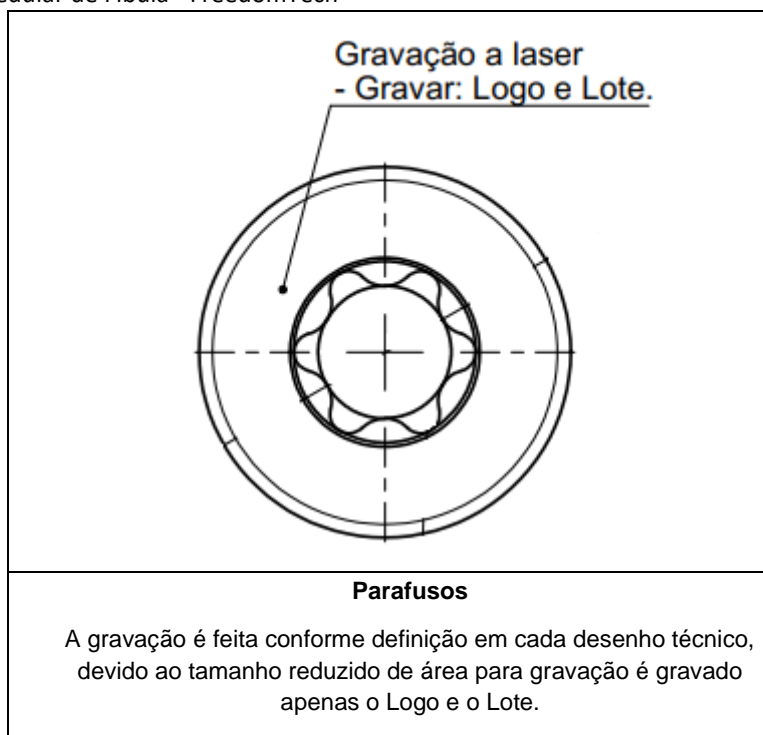 Gravação a laser
- Gravar: Logo e Lote.
Parafusos
A gravação é feita conforme definição em cada desenho técnico,
devido ao tamanho reduzido de área para gravação é gravado
apenas o Logo e o Lote.